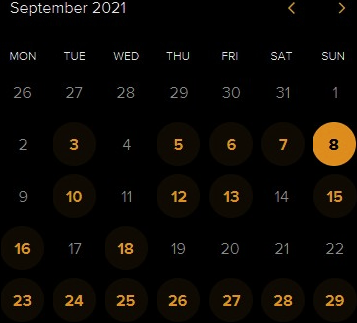 September 2021
MON TUE WED THU FRI SAT SUN
26 27 28 29 30 31 1
2 3 4 5 6 7 8
9 10 11 12 13 14 15
16 17 18 19 20 21 22
23 24 25 26 27 28 29